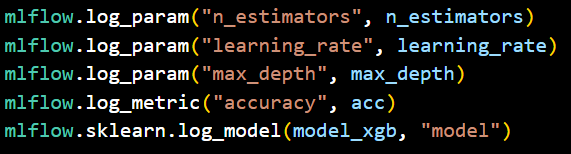 mlflow.log_param("n_estimators", n_estimators)
mlflow.log_param("learning_rate", learning_rate)
mlflow.log_param("max_depth", max_depth)
mlflow.log_metric("accuracy", acc)
mlflow.sklearn.log_model(model_xgb, "model")